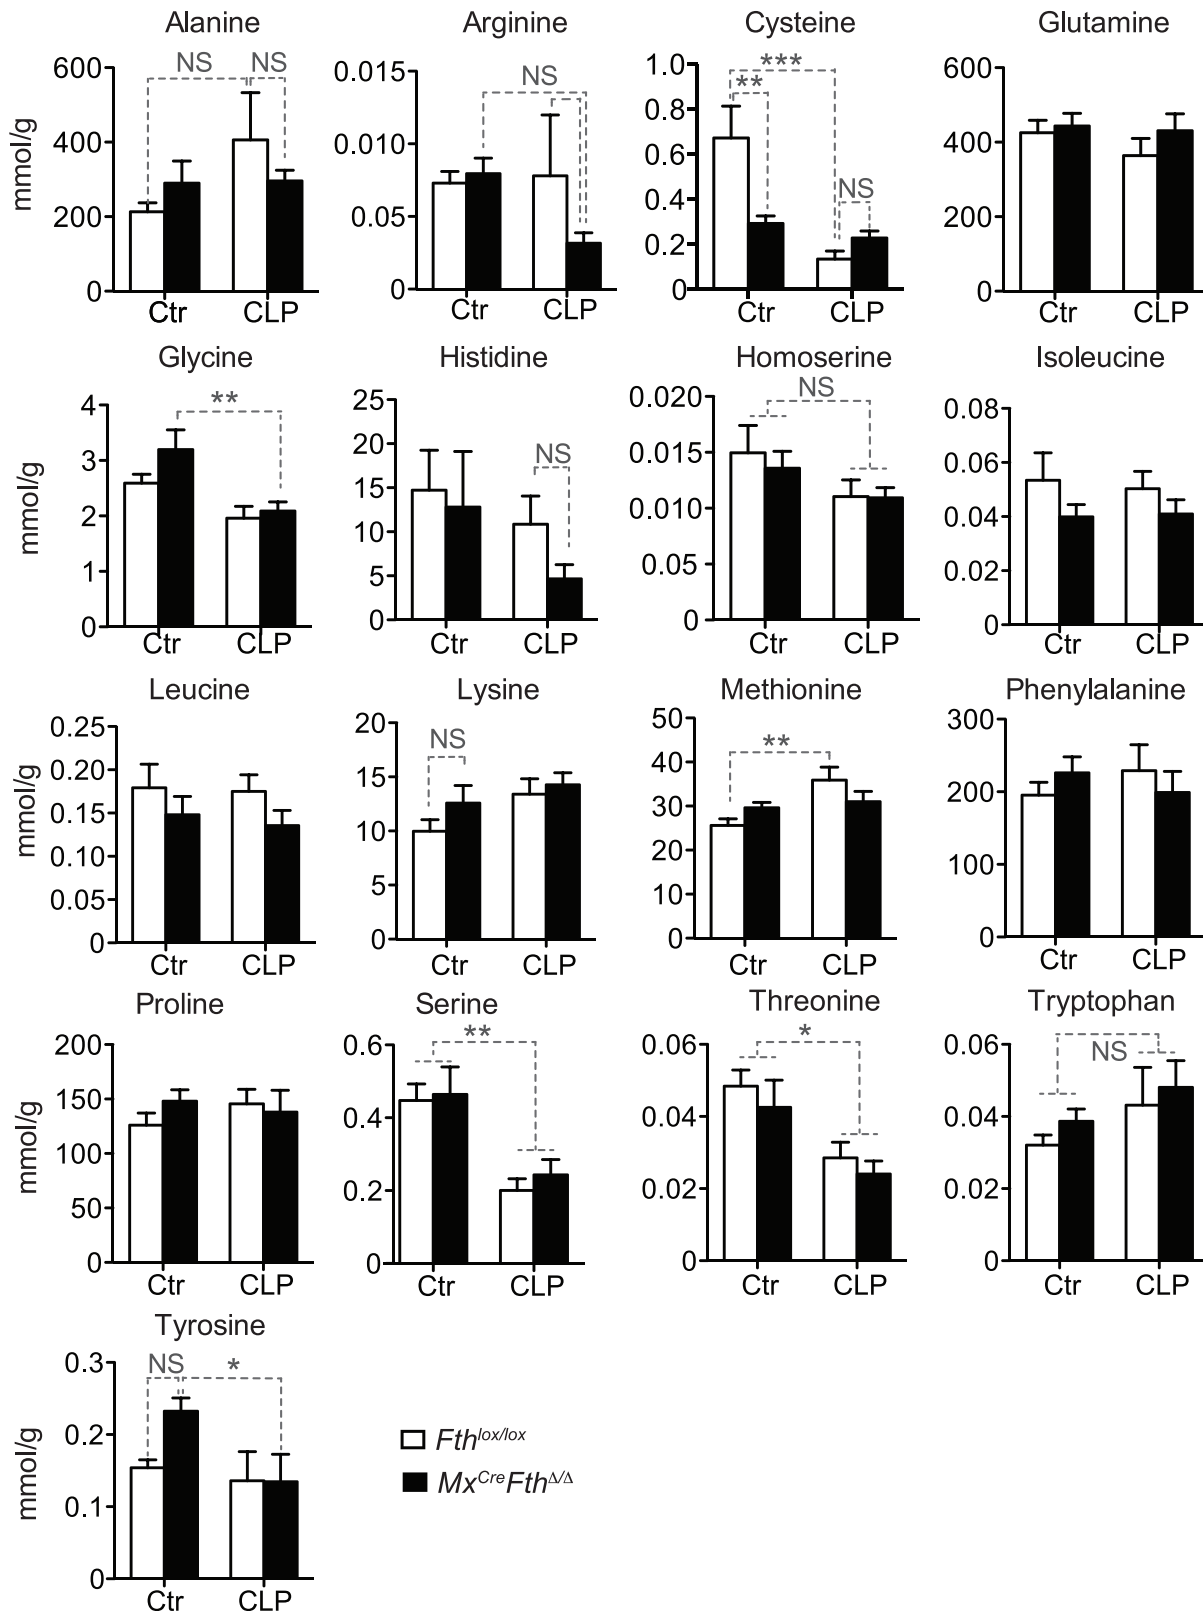 Alanine
mmol/g
600
400
200
0
NS
NS
Ctr
CLP
Arginine
0.015
0.010
0.005
0
NS
Ctr
CLP
Cysteine
1.0
0.8
0.6
0.4
0.2
0
***
**
NS
Ctr
CLP
Glutamine
600
400
200
0
Ctr
CLP
Glycine
mmol/g
4
3
2
1
0
**
Ctr
CLP
Histidine
25
20
15
10
5
0
NS
Ctr
CLP
Homoserine
0.020
0.015
0.010
0.005
0
NS
Ctr
CLP
Isoleucine
0.08
0.06
0.04
0.02
0
Ctr
CLP
Leucine
mmol/g
0.25
0.20
0.15
0.10
0.05
0
Ctr
CLP
Lysine
20
15
10
5
0
NS
Ctr
CLP
Methionine
50
40
30
20
10
0
**
Ctr
CLP
Phenylalanine
300
200
100
0
Ctr
CLP
Proline
mmol/g
200
150
100
50
0
Ctr
CLP
Serine
0.6
0.4
0.2
0
**
Ctr
CLP
Threonine
0.06
0.04
0.02
0
*
Ctr
CLP
Tryptophan
0.06
0.04
0.02
0
NS
Ctr
CLP
Tyrosine
mmol/g
0.3
0.2
0.1
0
NS
*
Ctr
CLP
Fth^lox/lox
Mx^Cre Fth^Δ/Δ